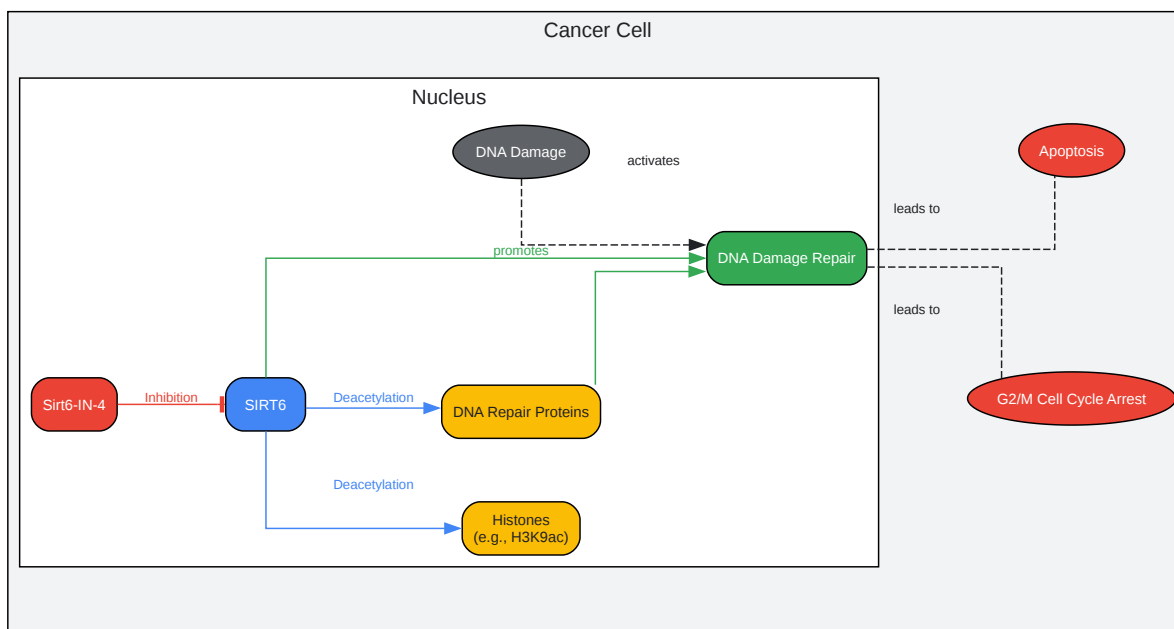 Cancer Cell
Nucleus
DNA Damage
activates
Apoptosis
leads to
promotes
DNA Damage Repair
leads to
Sirt6-IN-4
Inhibition
SIRT6
Deacetylation
DNA Repair Proteins
G2/M Cell Cycle Arrest
Deacetylation
Histones
(e.g., H3K9ac)